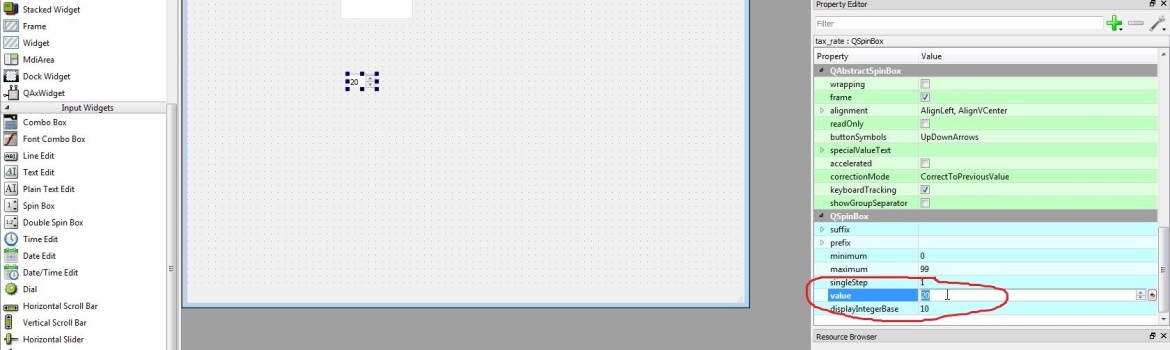 Stacked Widget
Frame
Widget
MdiArea
Dock Widget
QAxWidget
Input Widgets
Combo Box
Font Combo Box
Line Edit
Text Edit
Plain Text Edit
Spin Box
Double Spin Box
Time Edit
Date Edit
Date/Time Edit
Dial
Horizontal Scroll Bar
Vertical Scroll Bar
Horizontal Slider
20
Property Editor
Filter
tax_rate : QSpinBox
Property Value
QAbstractSpinBox
wrapping
frame
alignment AlignLeft, AlignVCenter
readOnly
buttonSymbols UpDownArrows
specialValueText
accelerated
correctionMode CorrectToPreviousValue
keyboardTracking
showGroupSeparator
QSpinBox
suffix
prefix
minimum 0
maximum 99
singleStep 1
value 20
displayIntegerBase 10
Resource Browser